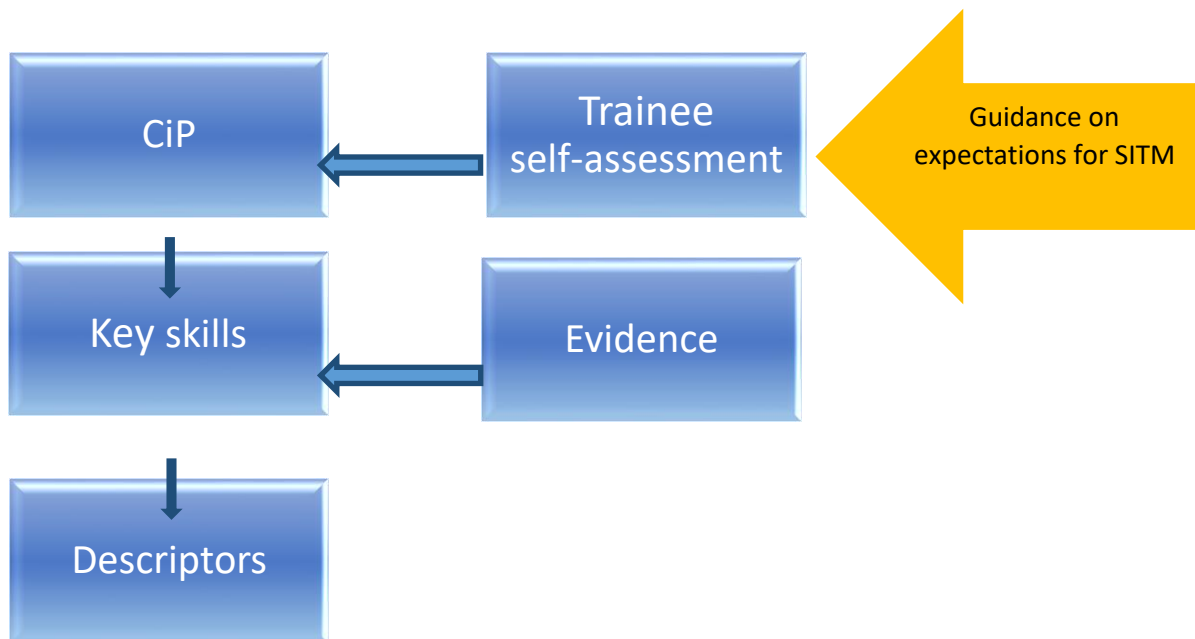 CiP
Trainee
self-assessment
Guidance on
expectations for SITM
Key skills
Evidence
Descriptors